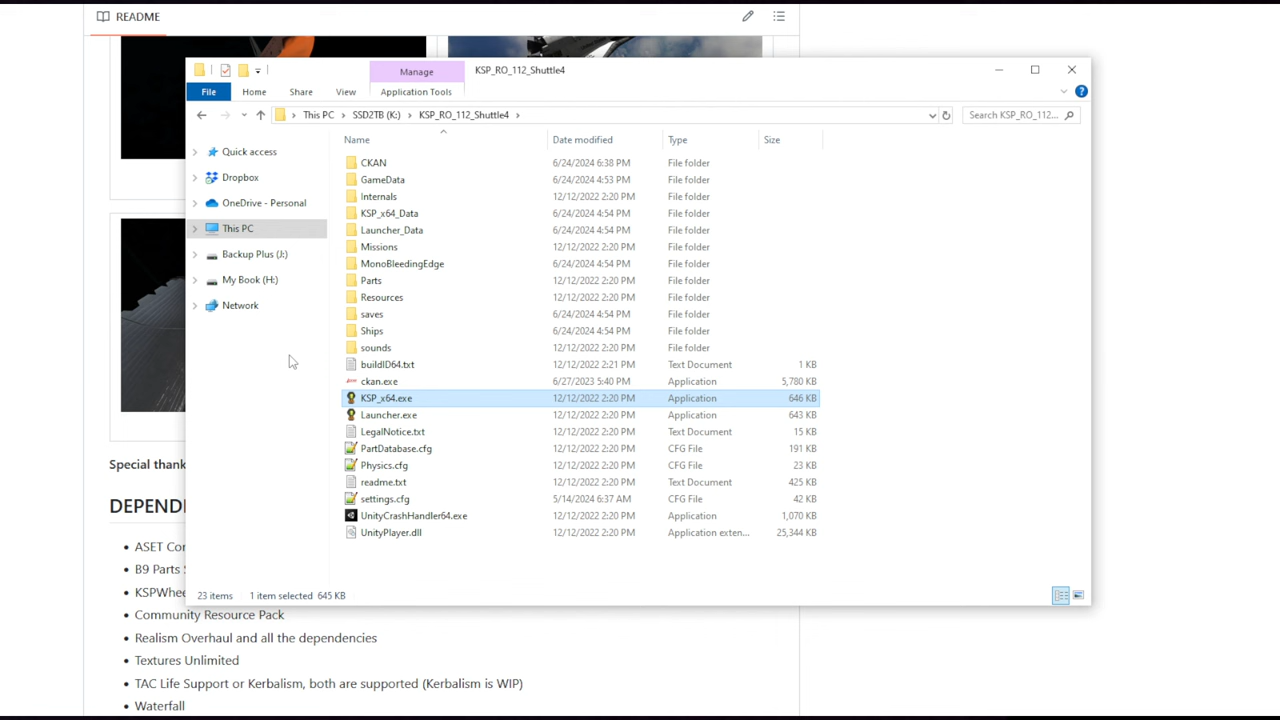 README
Manage
KSP_RO_112_Shuttle4
File
Home
Share
View
Application Tools
This PC
SSD2TB (K:)
KSP_RO_112_Shuttle4
Search KSP_RO_112_...
Name
Date modified
Type
Size
Quick access
Dropbox
OneDrive - Personal
This PC
Backup Plus (J:)
My Book (H:)
Network
CKAN 6/24/2024 6:38 PM File folder
GameData 6/24/2024 4:53 PM File folder
Internals 12/12/2022 2:20 PM File folder
KSP_x64_Data 6/24/2024 4:54 PM File folder
Launcher_Data 6/24/2024 4:54 PM File folder
Missions 12/12/2022 2:20 PM File folder
MonoBleedingEdge 6/24/2024 4:54 PM File folder
Parts 12/12/2022 2:20 PM File folder
Resources 12/12/2022 2:20 PM File folder
saves 6/24/2024 4:54 PM File folder
Ships 6/24/2024 4:54 PM File folder
sounds 12/12/2022 2:20 PM File folder
buildID64.txt 12/12/2022 2:21 PM Text Document 1 KB
ckan.exe 6/27/2023 5:40 PM Application 5,780 KB
KSP_x64.exe 12/12/2022 2:20 PM Application 646 KB
Launcher.exe 12/12/2022 2:20 PM Application 643 KB
LegalNotice.txt 12/12/2022 2:20 PM Text Document 15 KB
PartDatabase.cfg 12/12/2022 2:20 PM CFG File 191 KB
Physics.cfg 12/12/2022 2:20 PM CFG File 23 KB
readme.txt 12/12/2022 2:20 PM Text Document 425 KB
settings.cfg 5/14/2024 6:37 AM CFG File 42 KB
UnityCrashHandler64.exe 12/12/2022 2:20 PM Application 1,070 KB
UnityPlayer.dll 12/12/2022 2:20 PM Application exten... 25,344 KB
23 items 1 item selected 645 KB
Special thank
DEPENDE
ASET Cor
B9 Parts S
KSPWhee
Community Resource Pack
Realism Overhaul and all the dependencies
Textures Unlimited
TAC Life Support or Kerbalism, both are supported (Kerbalism is WIP)
Waterfall